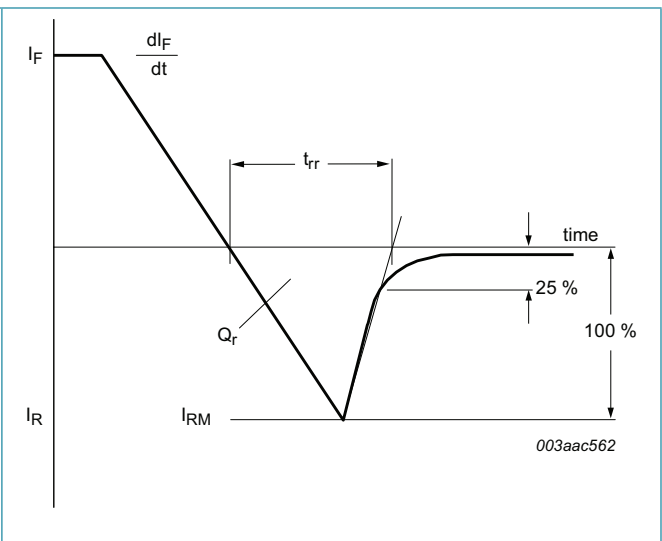 I_F
dI_F
dt
t_rr
time
25 %
Q_r
100 %
I_R
I_RM
003aac562